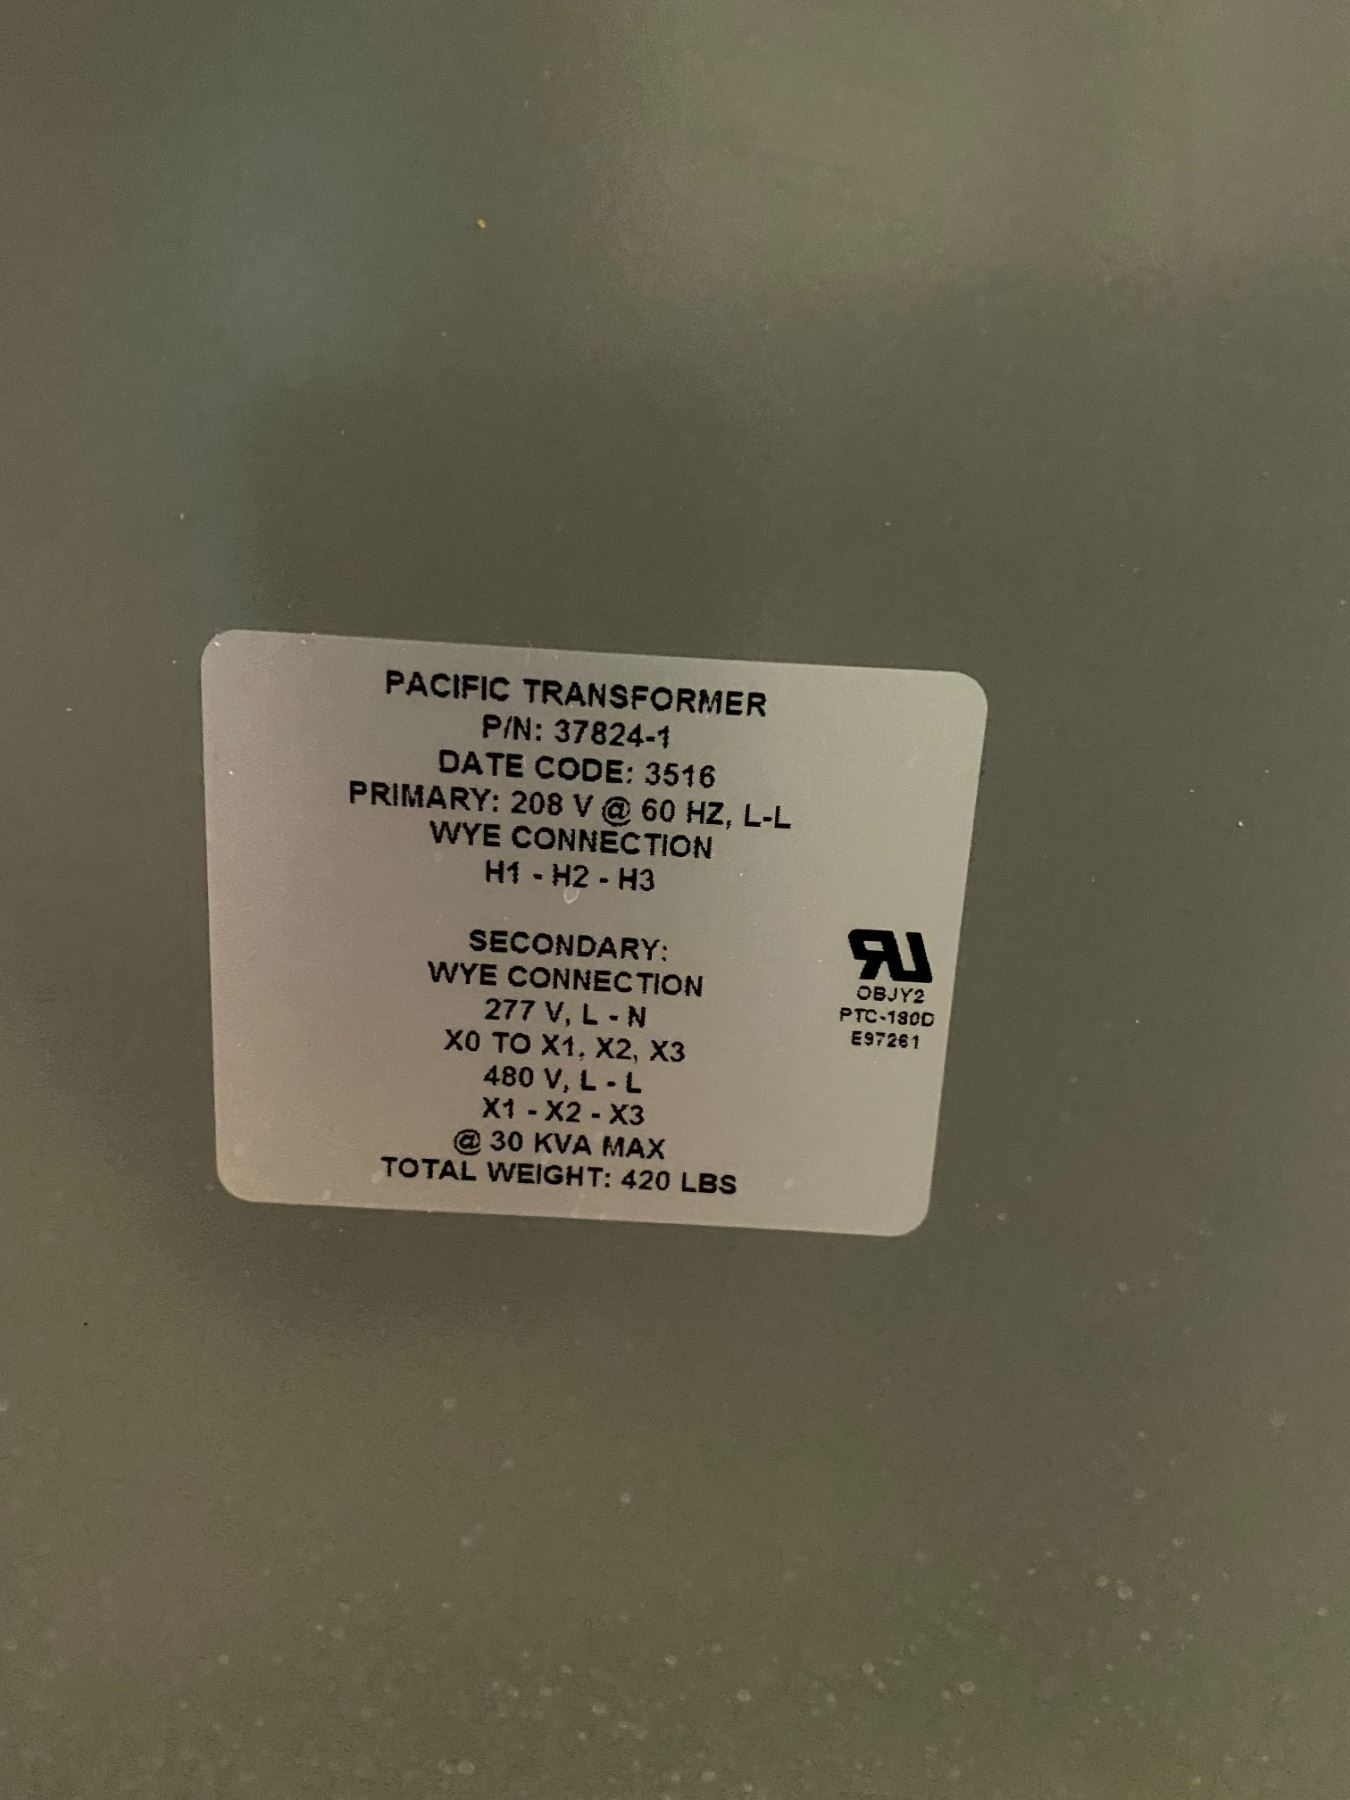 PACIFIC TRANSFORMER
P/N: 37824-1
DATE CODE: 3516
PRIMARY: 208 V @ 60 HZ, L-L
WYE CONNECTION
H1 - H2 - H3
SECONDARY:
WYE CONNECTION
277 V, L - N
X0 TO X1, X2, X3
480 V, L - L
X1 - X2 - X3
@ 30 KVA MAX
TOTAL WEIGHT: 420 LBS
RU
OBJY2
PTC-180D
E97261